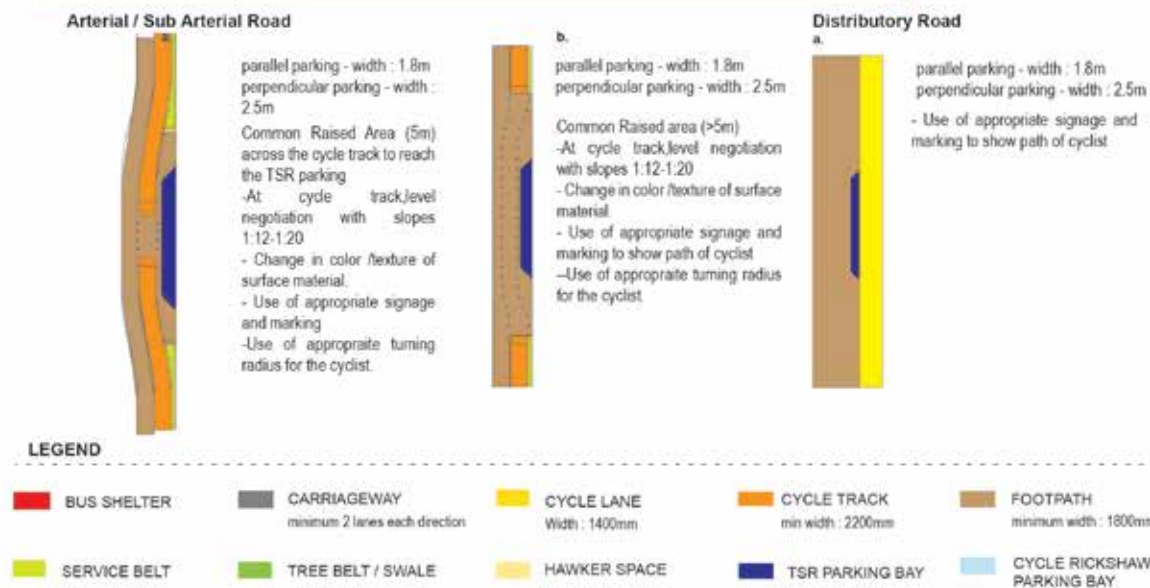 Arterial / Sub Arterial Road
a.
parallel parking - width : 1.8m
perpendicular parking - width :
2.5m
Common Raised Area (5m)
across the cycle track to reach
the TSR parking
-At cycle track,level
negotiation with slopes
1:12-1:20
- Change in color /texture of
surface material.
- Use of appropriate signage
and marking
-Use of appropraite turning
radius for the cyclist.
b.
parallel parking - width : 1.8m
perpendicular parking - width : 2.5m
Common Raised area (>5m)
-At cycle track,level negotiation
with slopes 1:12-1:20
- Change in color /texture of surface
material.
- Use of appropriate signage and
marking to show path of cyclist
--Use of appropraite turning radius
for the cyclist.
Distributory Road
a.
parallel parking - width : 1.8m
perpendicular parking - width : 2.5m
- Use of appropriate signage and
marking to show path of cyclist
LEGEND
BUS SHELTER
CARRIAGEWAY
minimum 2 lanes each direction
CYCLE LANE
Width : 1400mm
CYCLE TRACK
min width : 2200mm
FOOTPATH
minimum width : 1800mm
SERVICE BELT
TREE BELT / SWALE
HAWKER SPACE
TSR PARKING BAY
CYCLE RICKSHAW
PARKING BAY